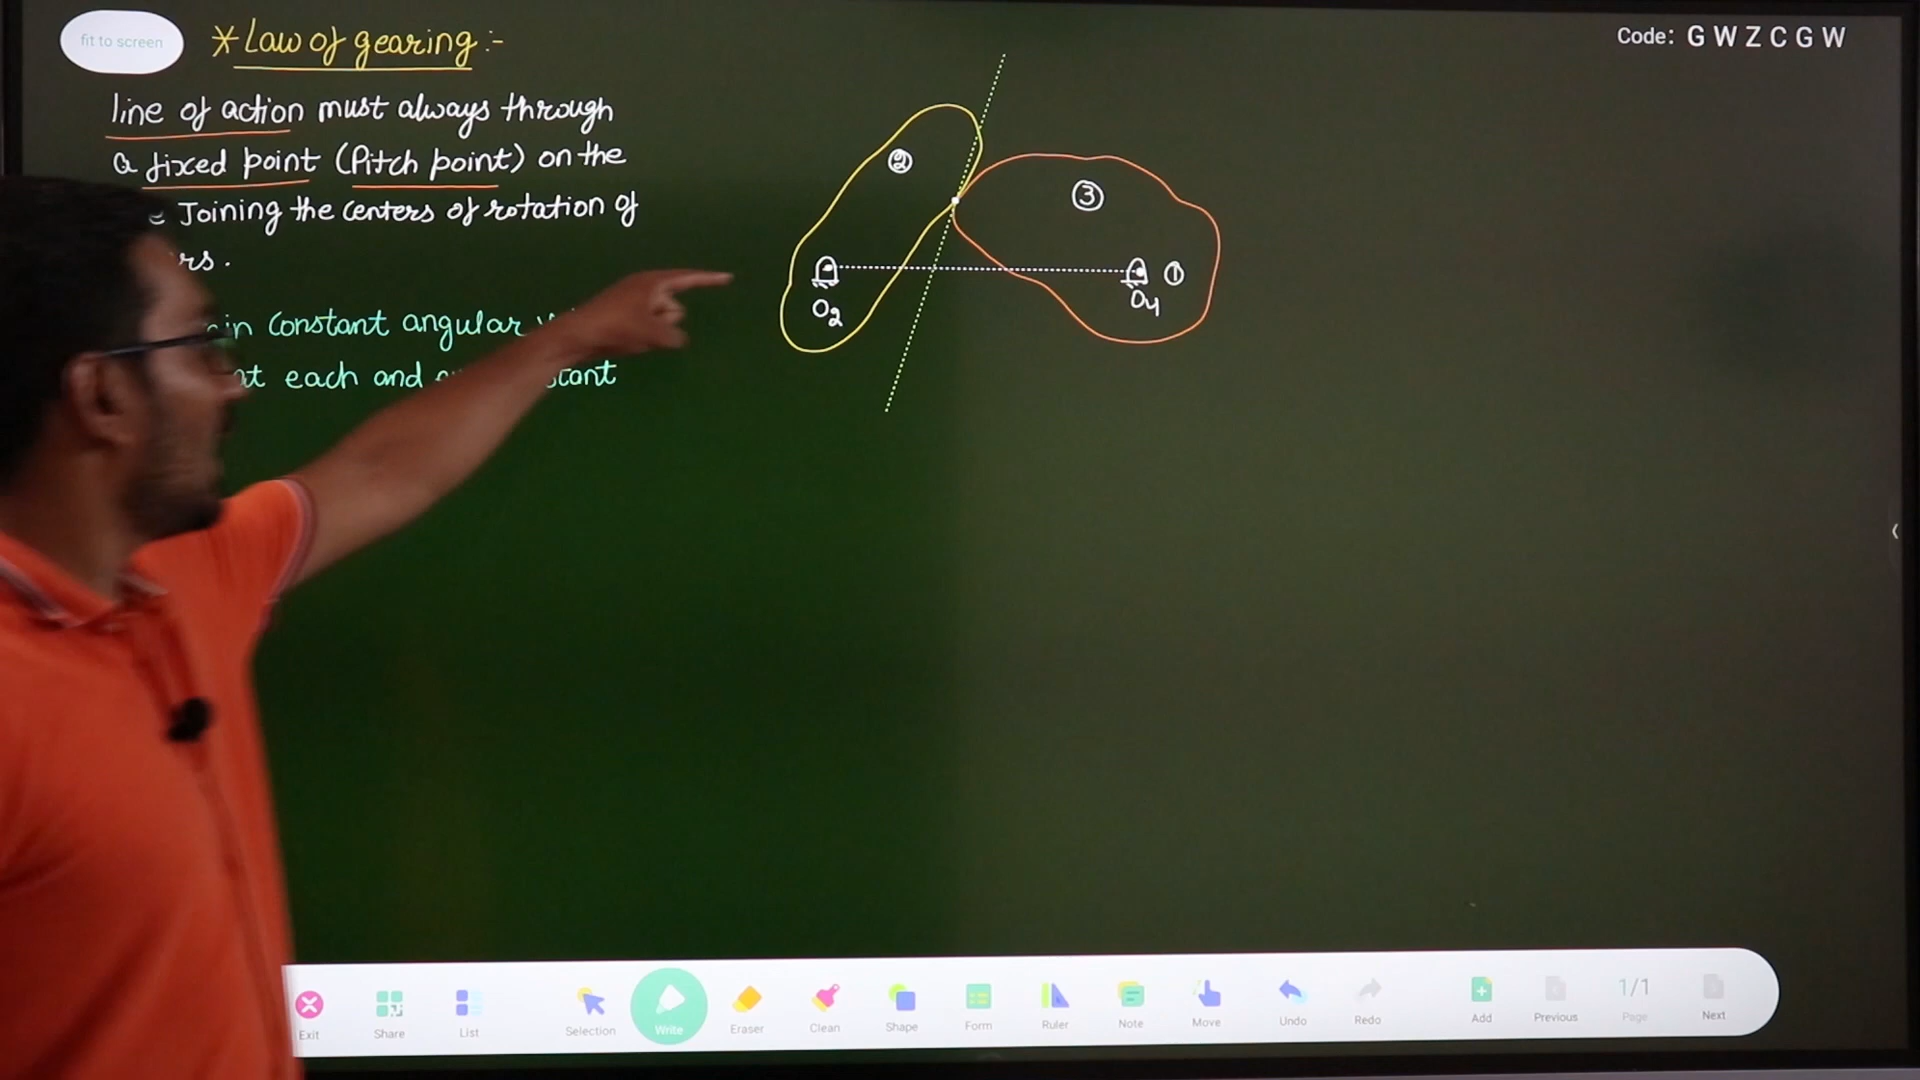 fit to screen
* Law of gearing :-
line of action must always through
a fixed point (Pitch point) on the
Joining the centers of rotation of
rs.
in constant angular
at each and
Code: G W Z C G W
②
③
①
O2
O4
Exit
Share
List
Selection
Write
Eraser
Clean
Shape
Form
Ruler
Note
Move
Undo
Redo
Add
Previous
1/1
Page
Next